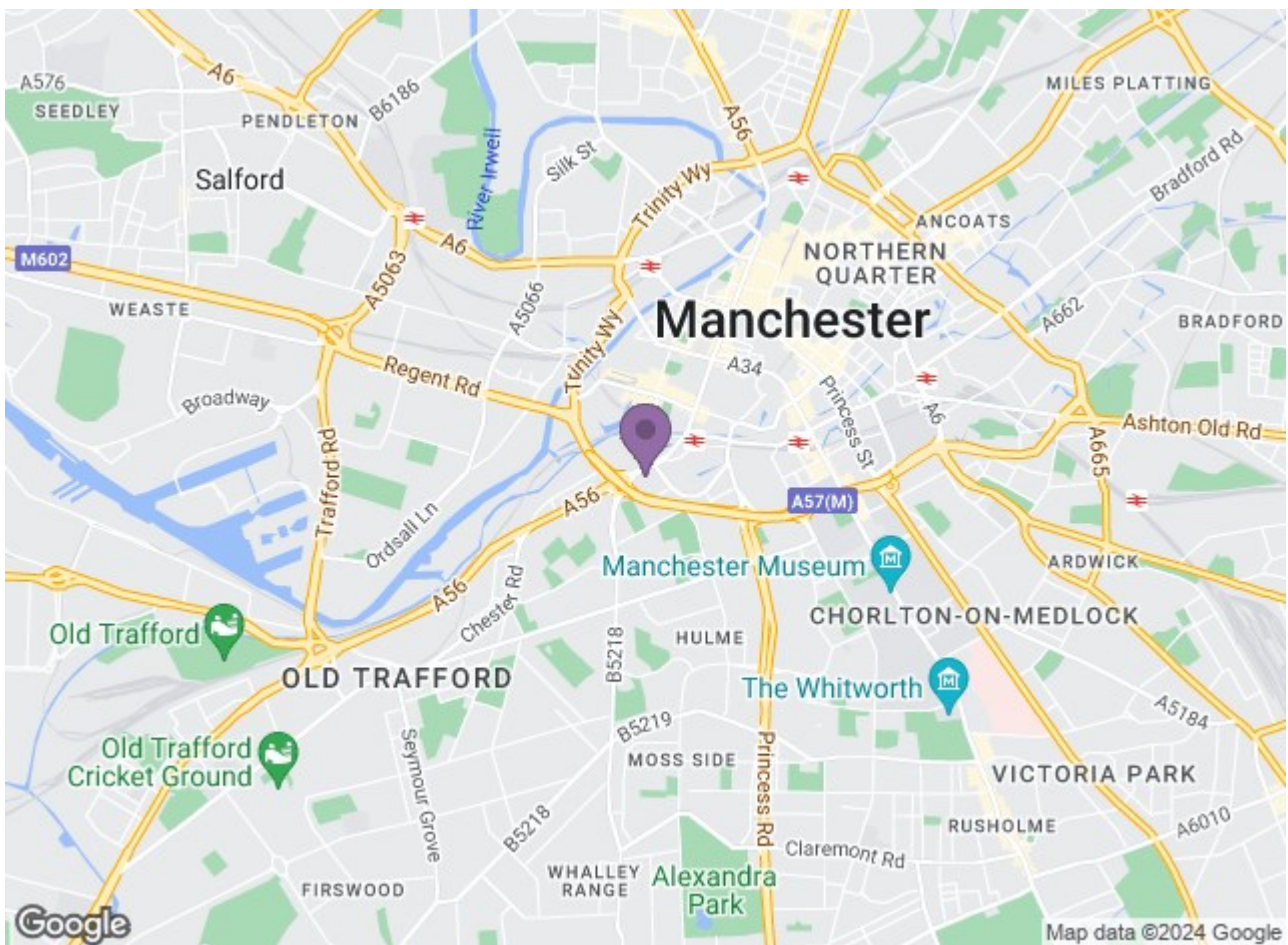 A6
A56
MILES PLATTING
A576
SEEDLEY
B6186
PENDLETON
Bradford Rd
Silk St
River Irwell
Trinity Wy
Salford
A6
ANCOATS
NORTHERN
QUARTER
M602
A5063
A5066
WEASTE
Trinity Wy
Manchester
A662
BRADFORD
A34
Regent Rd
Princess St
A6
Broadway
Ashton Old Rd
A665
Trafford Rd
A56
A57(M)
Ordsall Ln
Manchester Museum
ARDWICK
A56
Chester Rd
CHORLTON-ON-MEDLOCK
Old Trafford
B5218
HULME
OLD TRAFFORD
The Whitworth
A5184
B5219
Old Trafford
Cricket Ground
Seymour Grove
MOSS SIDE
Princess Rd
VICTORIA PARK
B5218
RUSHOLME
A6010
Claremont Rd
WHALLEY
RANGE
Alexandra
Park
FIRSWOOD
Google
Map data ©2024 Google